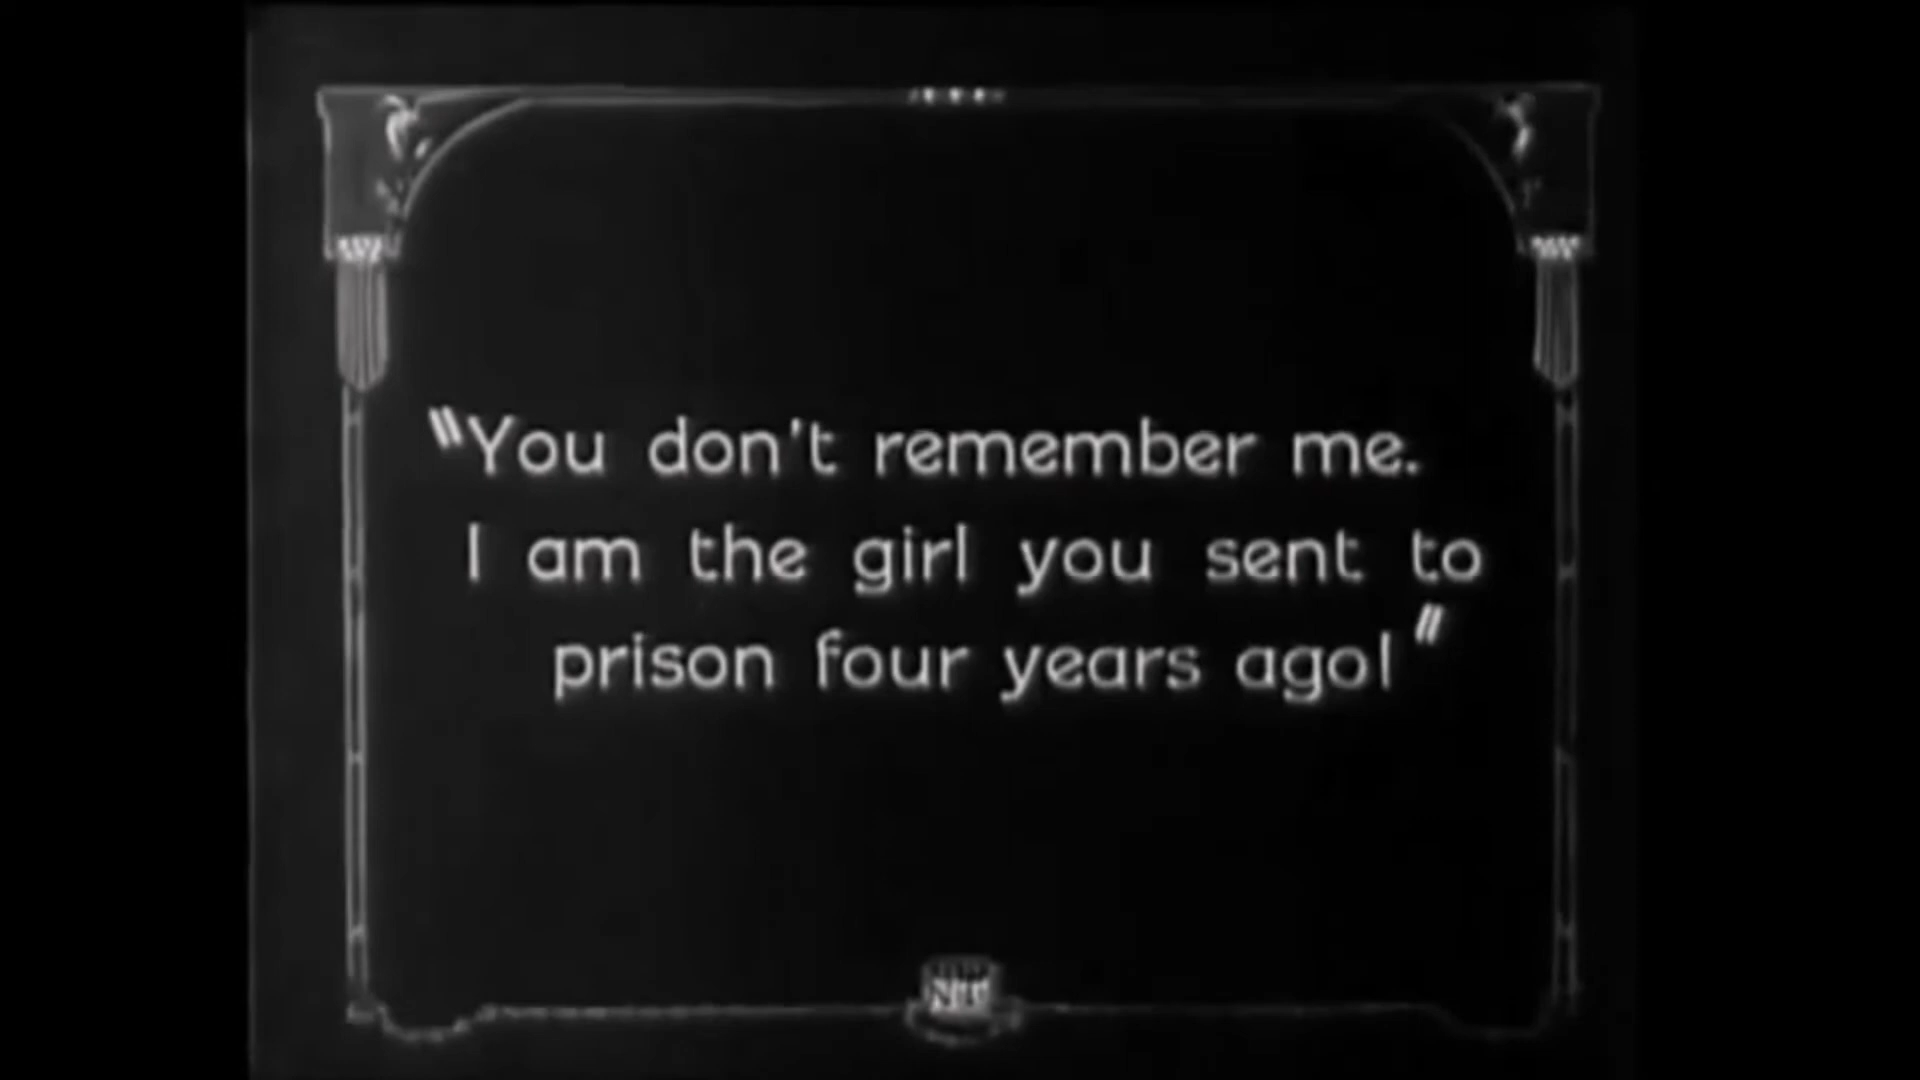 "You don't remember me.
I am the girl you sent to
prison four years ago!"